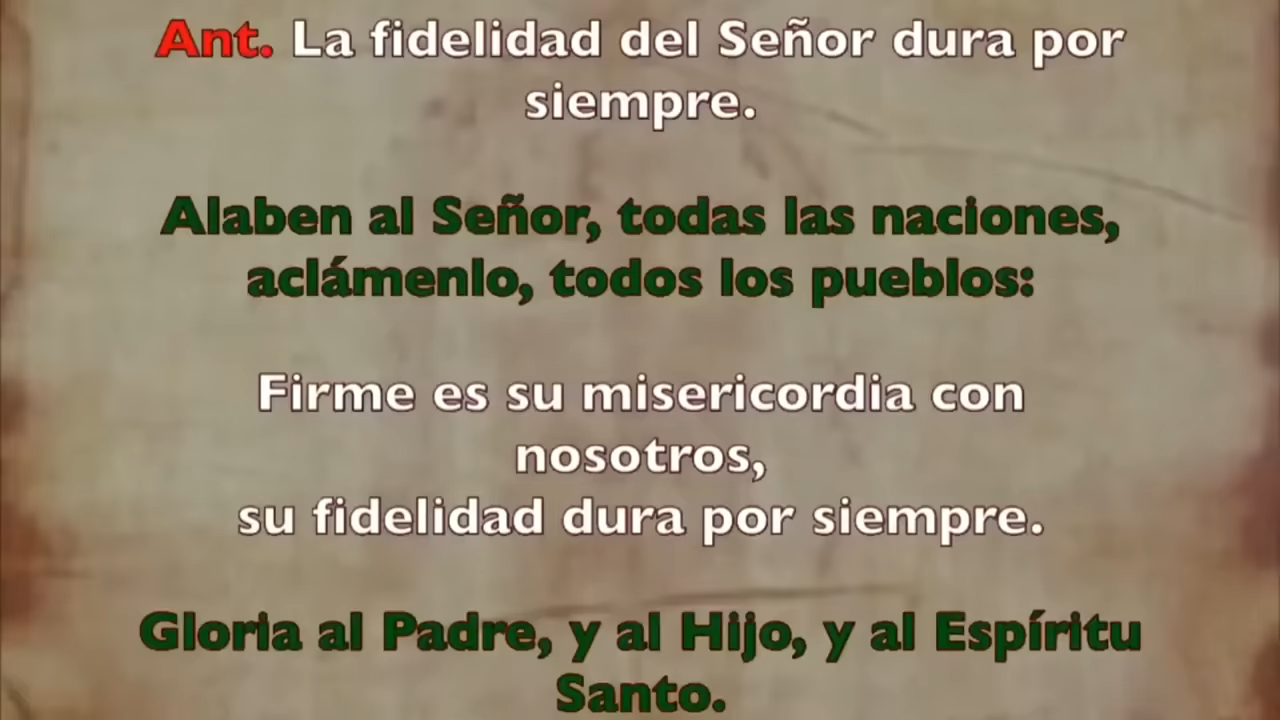 Ant. La fidelidad del Señor dura por
siempre.
Alaben al Señor, todas las naciones,
aclámenlo, todos los pueblos:
Firme es su misericordia con
nosotros,
su fidelidad dura por siempre.
Gloria al Padre, y al Hijo, y al Espíritu
Santo.